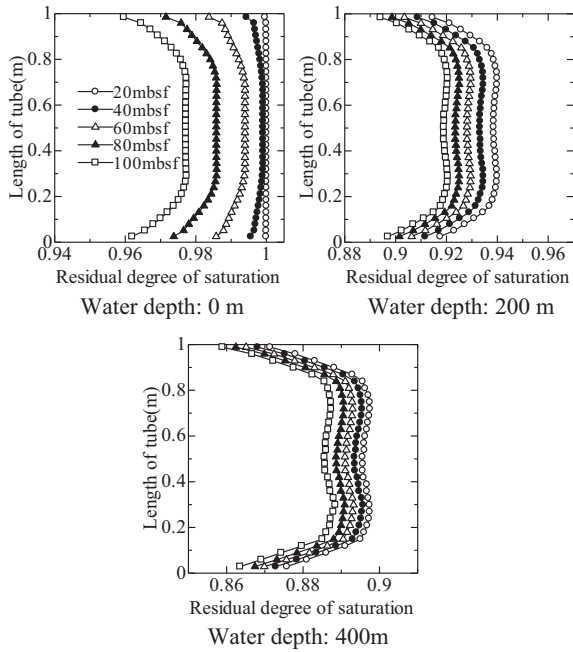 1
0.8
0.6
0.4
0.2
0
Length of tube(m)
20mbsf
40mbsf
60mbsf
80mbsf
100mbsf
0.94 0.96 0.98 1
Residual degree of saturation
Water depth: 0 m
1
0.8
0.6
0.4
0.2
0
Length of tube(m)
0.88 0.9 0.92 0.94 0.96
Residual degree of saturation
Water depth: 200 m
1
0.8
0.6
0.4
0.2
0
Length of tube(m)
0.86 0.88 0.9
Residual degree of saturation
Water depth: 400m